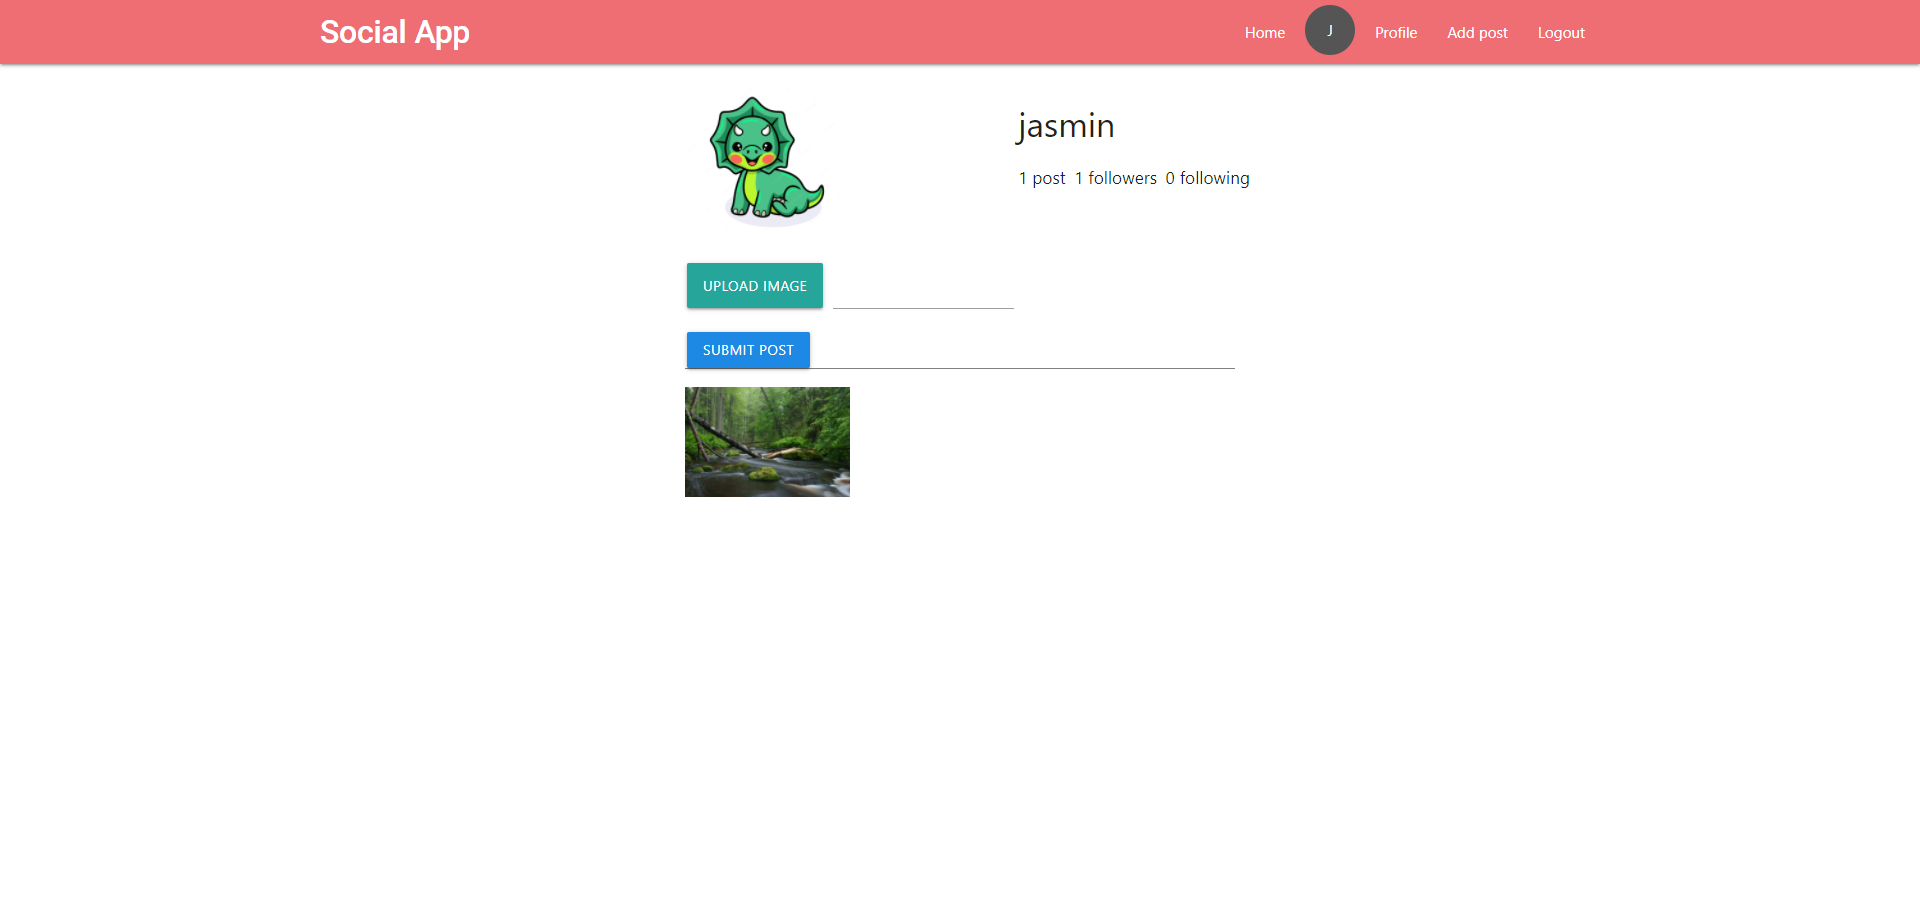 Social App
Home J Profile Add post Logout
jasmin
1 post 1 followers 0 following
UPLOAD IMAGE
SUBMIT POST